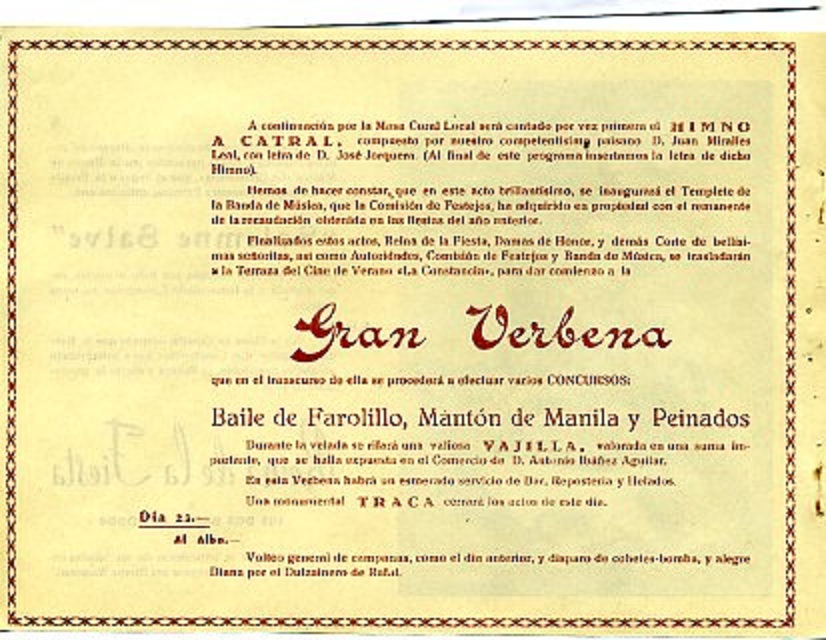 A continuación por la Masa Coral Local será cantado por vez primera el HIMNO
A CATRAL, compuesto por nuestro competentísimo paisano D. Juan Miralles
Leal, con letra de D. José Jorquera. (Al final de este programa insertamos la letra de dicho
Himno).
Hemos de hacer constar, que en este acto brillantísimo, se inaugurará el Templete de
la Banda de Música, que la Comisión de Festejos, ha adquirido en propiedad con el remanente
de la recaudación obtenida en las fiestas del año anterior.
Finalizados estos actos, Reina de la Fiesta, Damas de Honor, y demás Corte de bellísi-
mas señoritas, así como Autoridades, Comisión de Festejos y Banda de Música, se trasladarán
a la Terraza del Cine de Verano «La Constancia», para dar comienzo a la
Gran Verbena
que en el transcurso de ella se procederá a efectuar varios CONCURSOS:
Baile de Farolillo, Mantón de Manila y Peinados
Durante la velada se rifará una valiosa VAJILLA, valorada en una suma im-
portante, que se halla expuesta en el Comercio de D. Antonio Ibáñez Aguilar.
En esta Verbena habrá un esmerado servicio de Bar, Repostería y Helados.
Una monumental TRACA cerrará los actos de este día.
Día 22.—
Al Alba.—
Volteo general de campanas, como el día anterior, y disparo de cohetes-bomba, y alegre
Diana por el Dulzainero de Rafal.